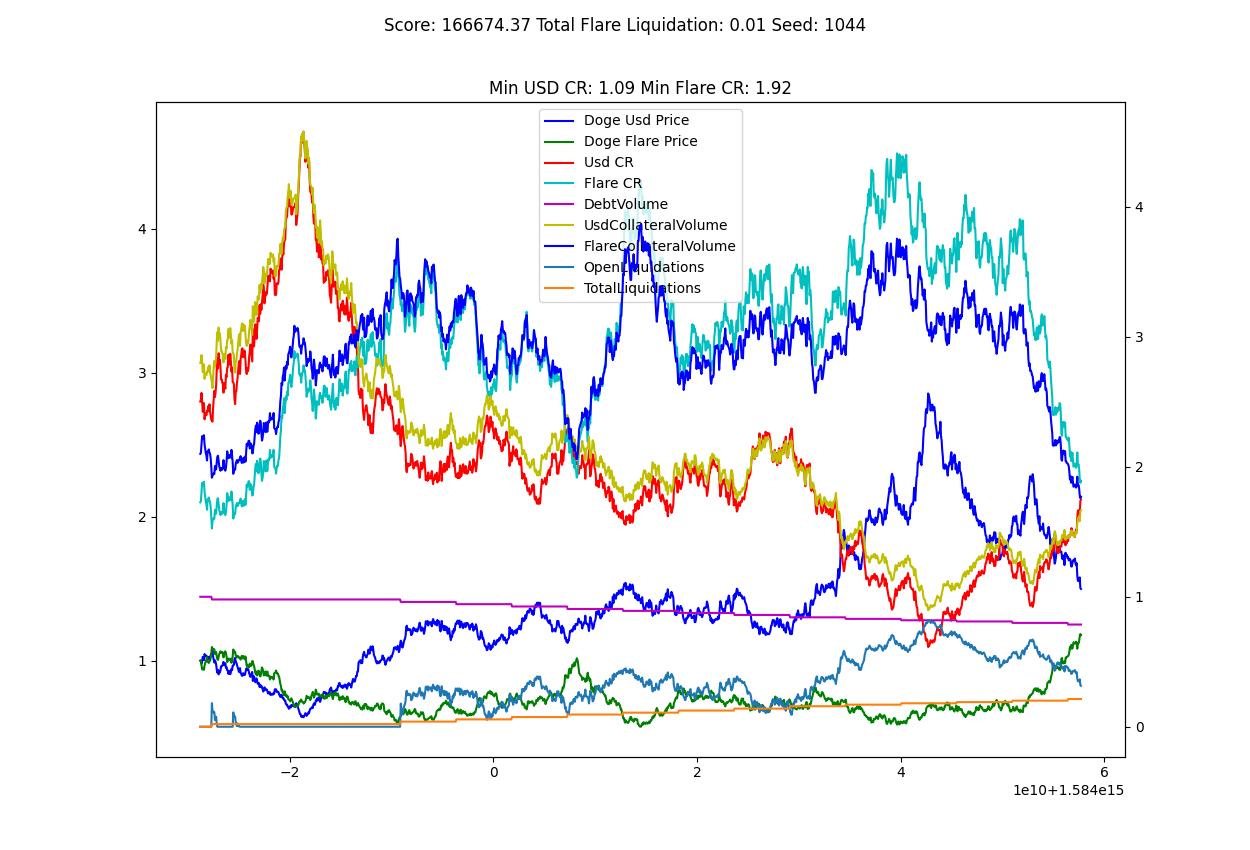 Score: 166674.37 Total Flare Liquidation: 0.01 Seed: 1044
Min USD CR: 1.09 Min Flare CR: 1.92
Doge Usd Price
Doge Flare Price
Usd CR
Flare CR
DebtVolume
UsdCollateralVolume
FlareCollateralVolume
OpenLiquidations
TotalLiquidations
4
3
2
1
4
3
2
1
0
−2
0
2
4
6
1e10+1.584e15